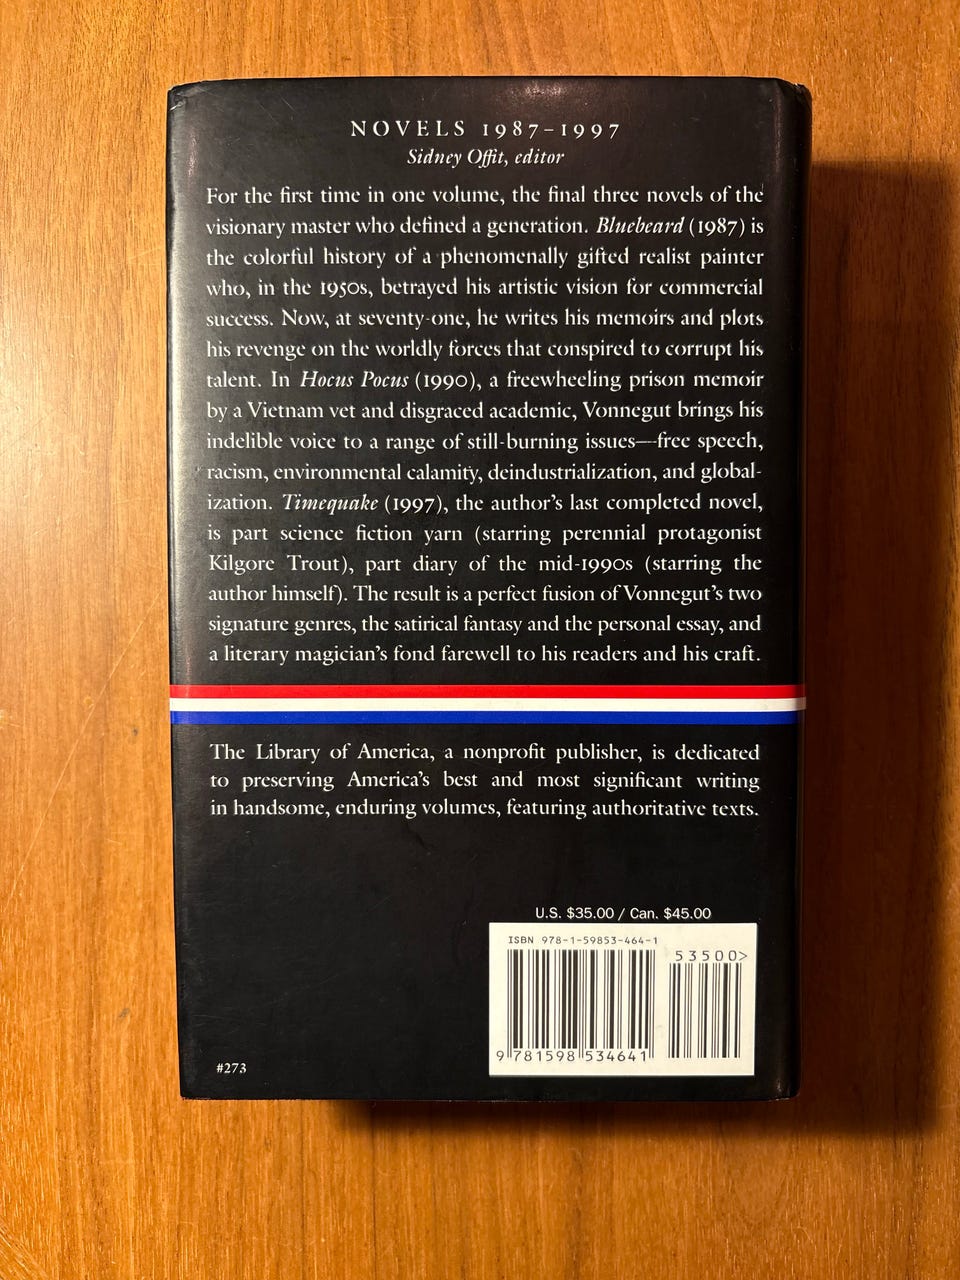 NOVELS 1987–1997
Sidney Offit, editor
For the first time in one volume, the final three novels of the
visionary master who defined a generation. Bluebeard (1987) is
the colorful history of a phenomenally gifted realist painter
who, in the 1950s, betrayed his artistic vision for commercial
success. Now, at seventy-one, he writes his memoirs and plots
his revenge on the worldly forces that conspired to corrupt his
talent. In Hocus Pocus (1990), a freewheeling prison memoir
by a Vietnam vet and disgraced academic, Vonnegut brings his
indelible voice to a range of still-burning issues—free speech,
racism, environmental calamity, deindustrialization, and global-
ization. Timequake (1997), the author’s last completed novel,
is part science fiction yarn (starring perennial protagonist
Kilgore Trout), part diary of the mid-1990s (starring the
author himself). The result is a perfect fusion of Vonnegut’s two
signature genres, the satirical fantasy and the personal essay, and
a literary magician’s fond farewell to his readers and his craft.
The Library of America, a nonprofit publisher, is dedicated
to preserving America’s best and most significant writing
in handsome, enduring volumes, featuring authoritative texts.
U.S. $35.00 / Can. $45.00
ISBN 978-1-59853-464-1
53500>
9 781598 534641
#273